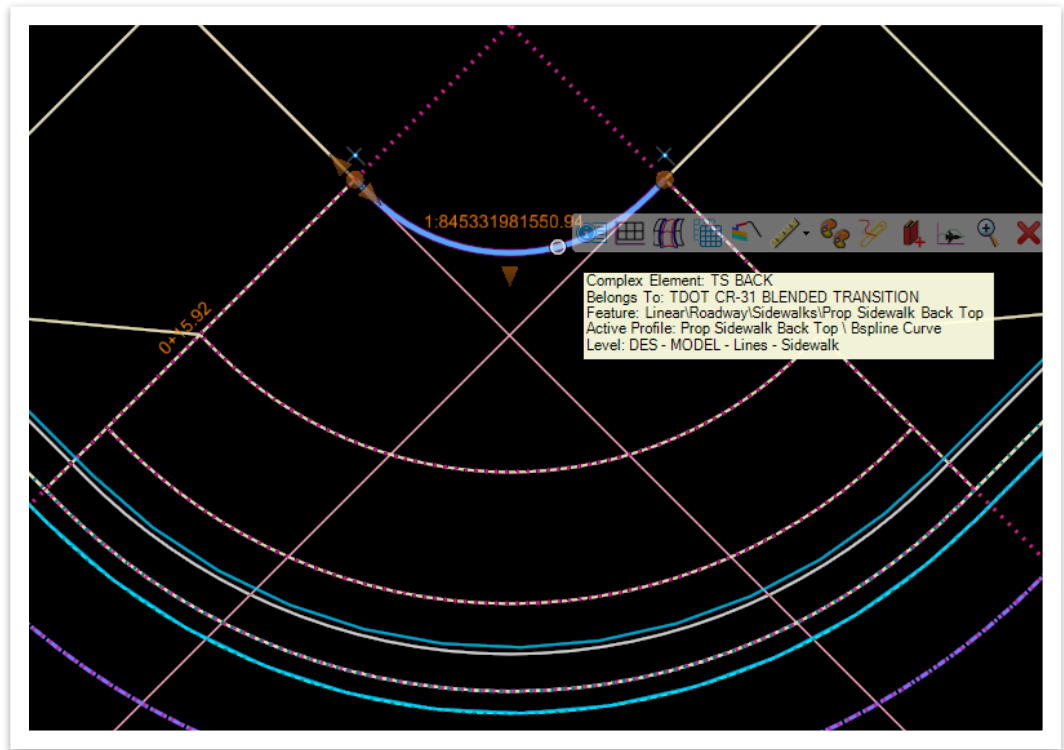 1:845331981550.94
Complex Element: TS BACK
Belongs To: TDOT CR-31 BLENDED TRANSITION
Feature: Linear\Roadway\Sidewalks\Prop Sidewalk Back Top
Active Profile: Prop Sidewalk Back Top \ Bspline Curve
Level: DES - MODEL - Lines - Sidewalk
0+15.92